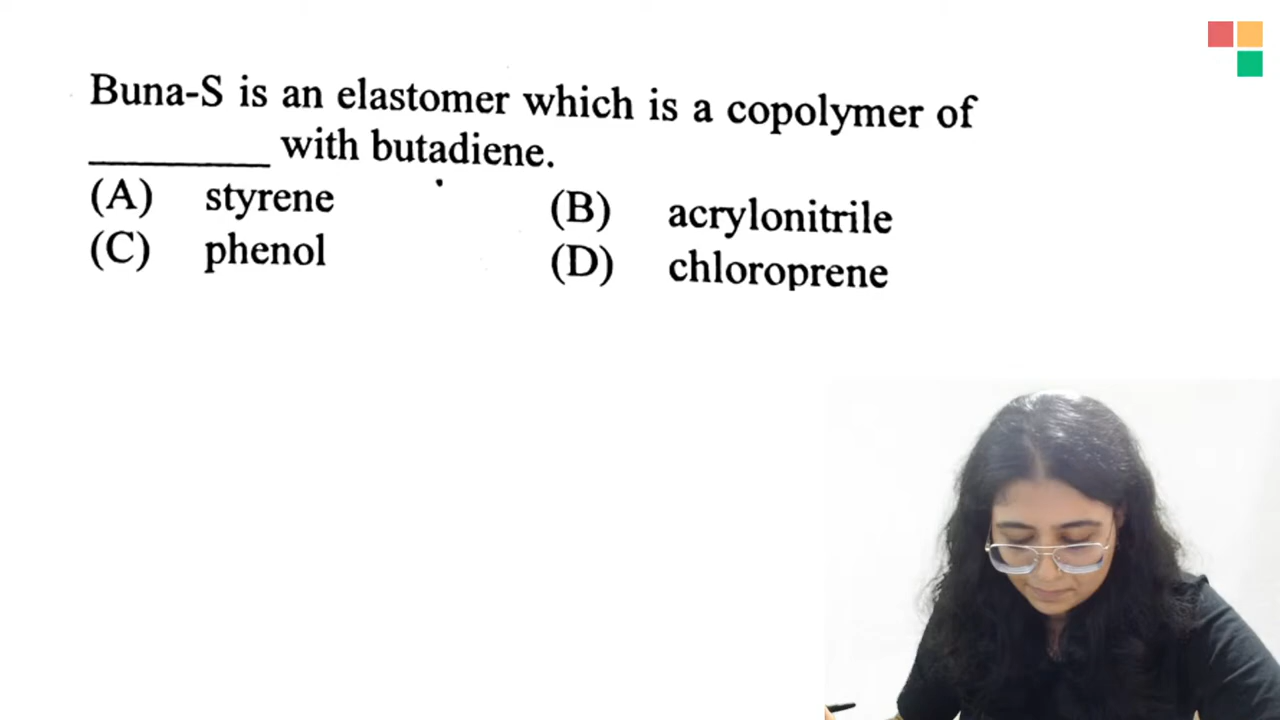 Buna-S is an elastomer which is a copolymer of
_________ with butadiene.
(A) styrene (B) acrylonitrile
(C) phenol (D) chloroprene